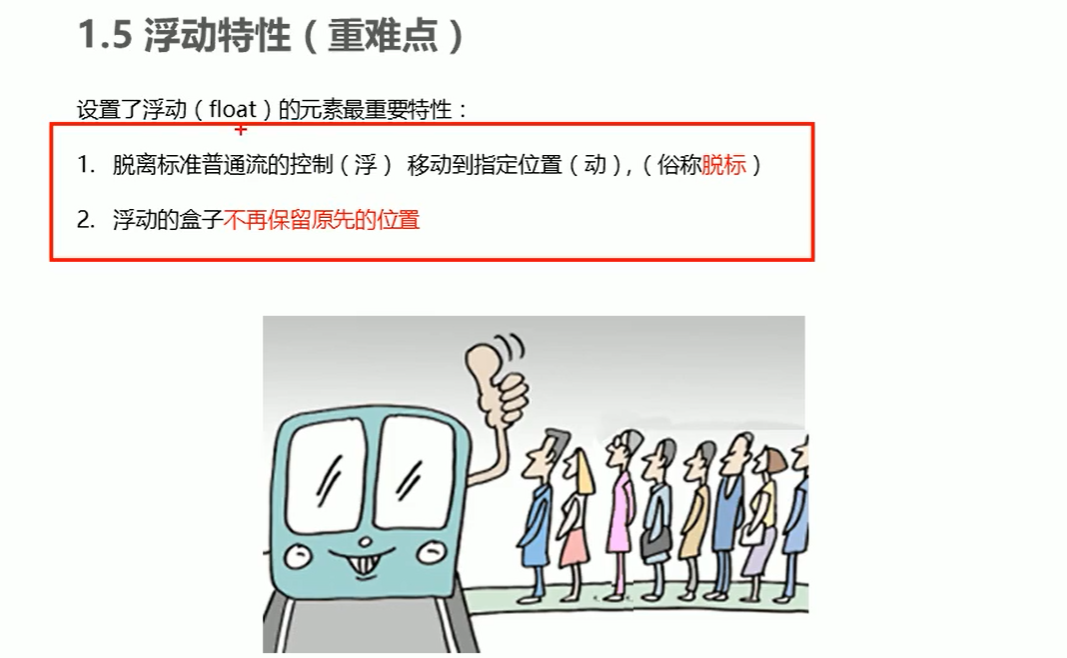 1.5 浮动特性（重难点）
设置了浮动（float）的元素最重要特性：
1. 脱离标准普通流的控制（浮） 移动到指定位置（动）,（俗称脱标）
2. 浮动的盒子不再保留原先的位置